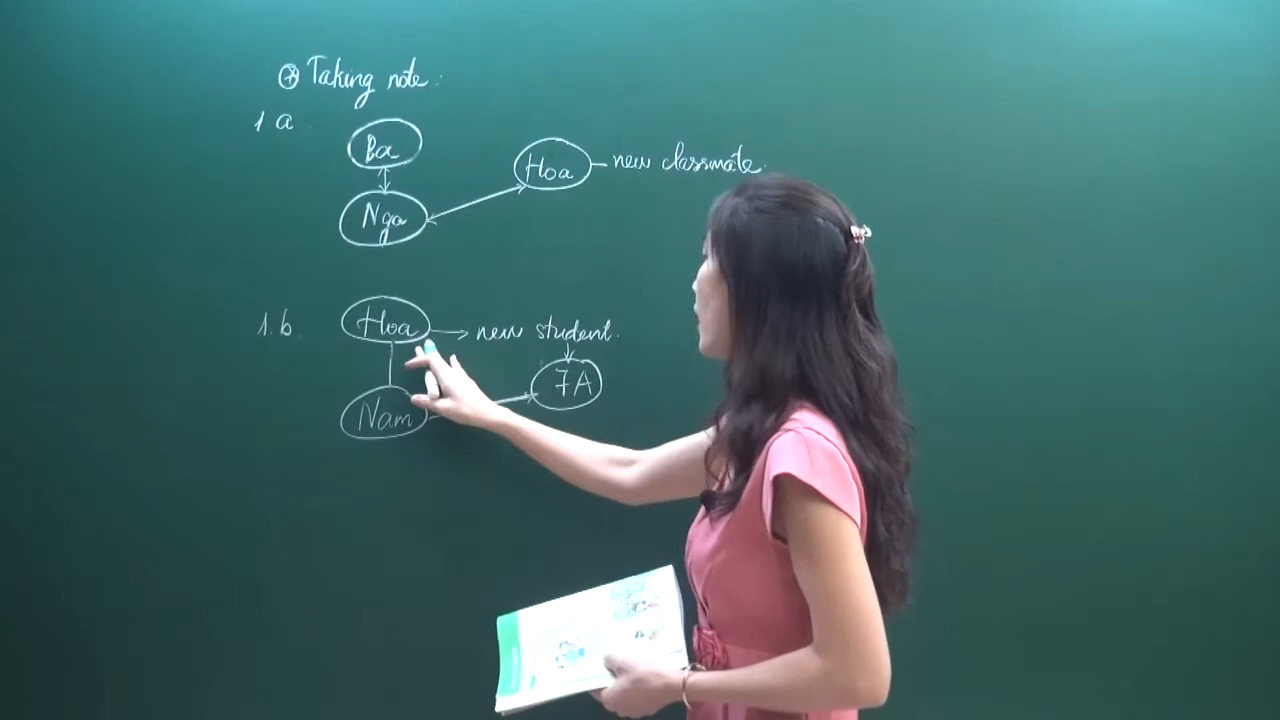 * Taking note:
1 a.
Ba
Hoa – new classmate.
Nga
1.b.
Hoa → new student.
7A
Nam